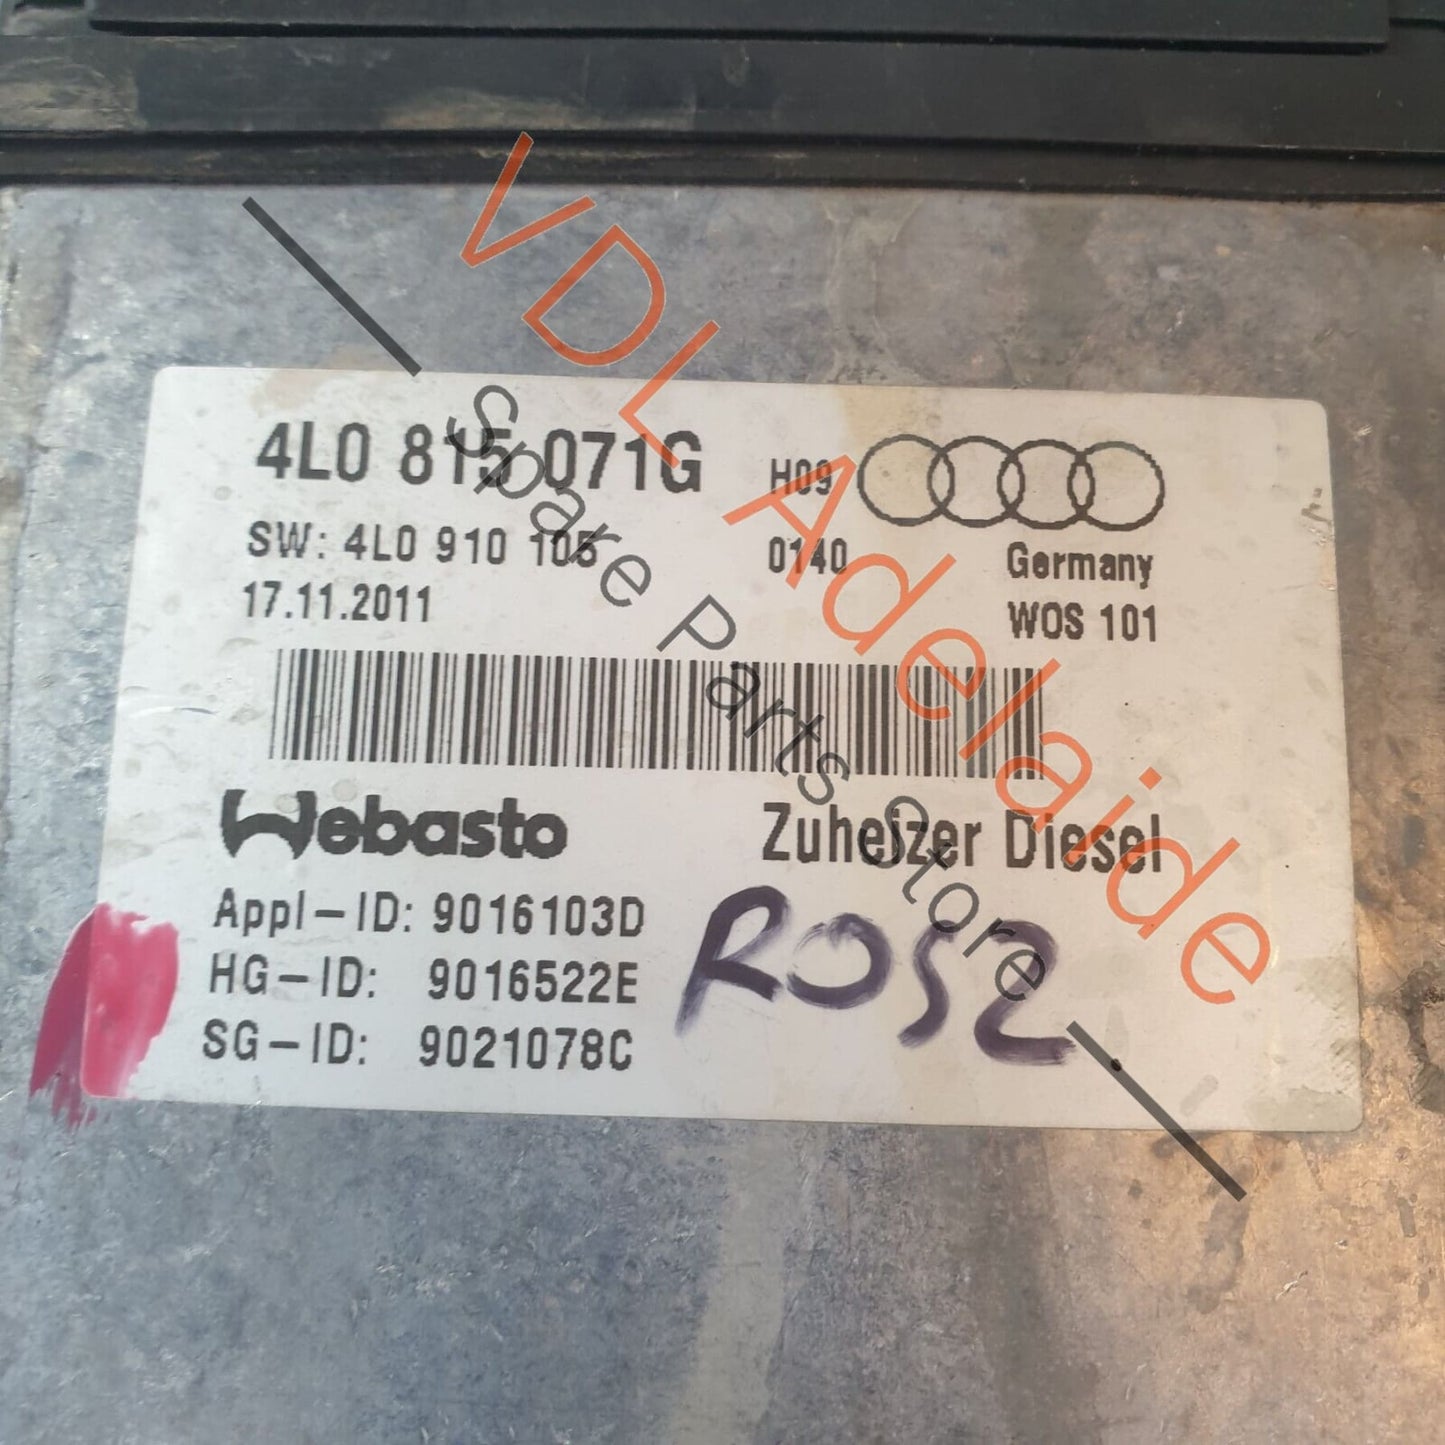 4L0 815 071G H09
SW: 4L0 910 105 0140 Germany
17.11.2011 WOS 101
Webasto Zuheizer Diesel
Appl-ID: 9016103D
HG-ID: 9016522E
SG-ID: 9021078C
ROS2
VDL Adelaide
Spare Parts Store